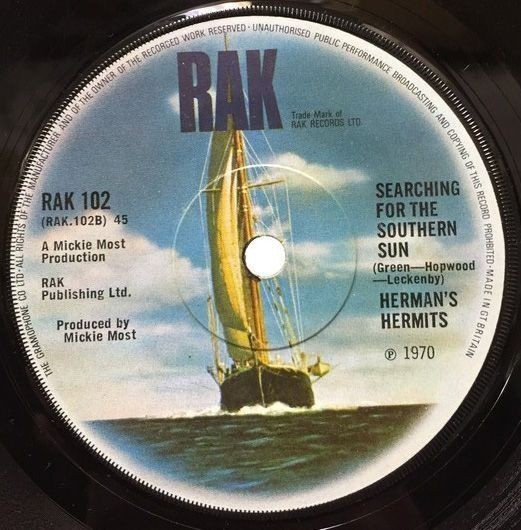 THE GRAMOPHONE CO LTD·ALL RIGHTS OF THE MANUFACTURER AND OF THE OWNER OF THE RECORDED WORK RESERVED · UNAUTHORISED PUBLIC PERFORMANCE BROADCASTING AND COPYING OF THIS RECORD PROHIBITED/MADE IN GT BRITAIN
RAK
Trade Mark of
RAK RECORDS LTD.
RAK 102
(RAK.102B) 45
A Mickie Most
Production
RAK
Publishing Ltd.
Produced by
Mickie Most
SEARCHING
FOR THE
SOUTHERN
SUN
(Green—Hopwood
—Leckenby)
HERMAN'S
HERMITS
℗ 1970